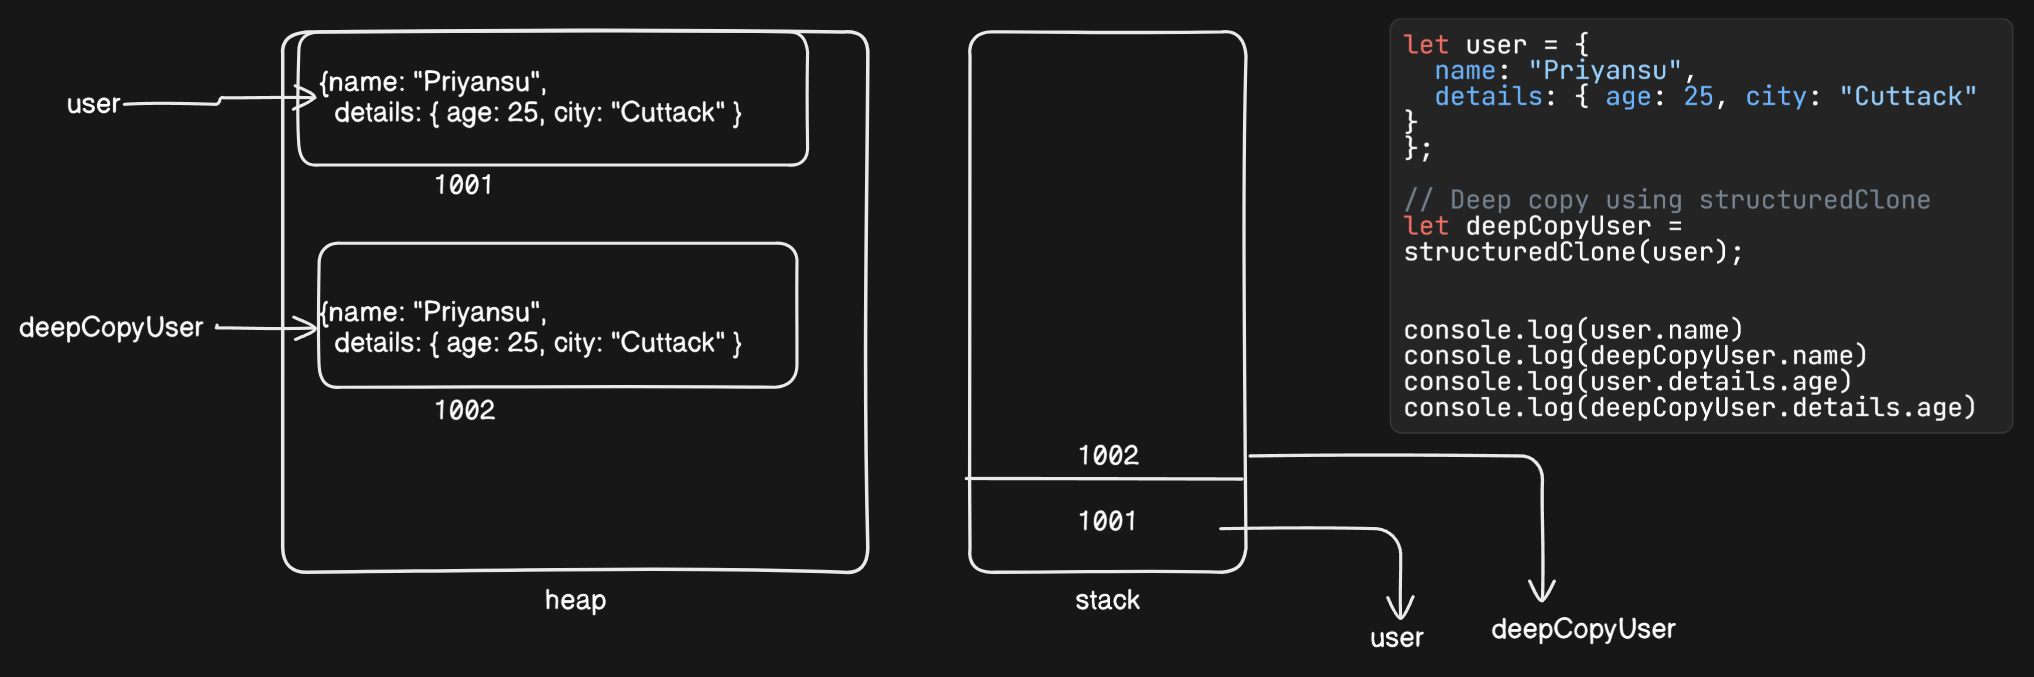 user
{name: "Priyansu",
details: { age: 25, city: "Cuttack" }
1001
deepCopyUser
{name: "Priyansu",
details: { age: 25, city: "Cuttack" }
1002
heap
1002
1001
stack
user
deepCopyUser
let user = {
  name: "Priyansu",
  details: { age: 25, city: "Cuttack"
}
};
// Deep copy using structuredClone
let deepCopyUser =
structuredClone(user);
console.log(user.name)
console.log(deepCopyUser.name)
console.log(user.details.age)
console.log(deepCopyUser.details.age)